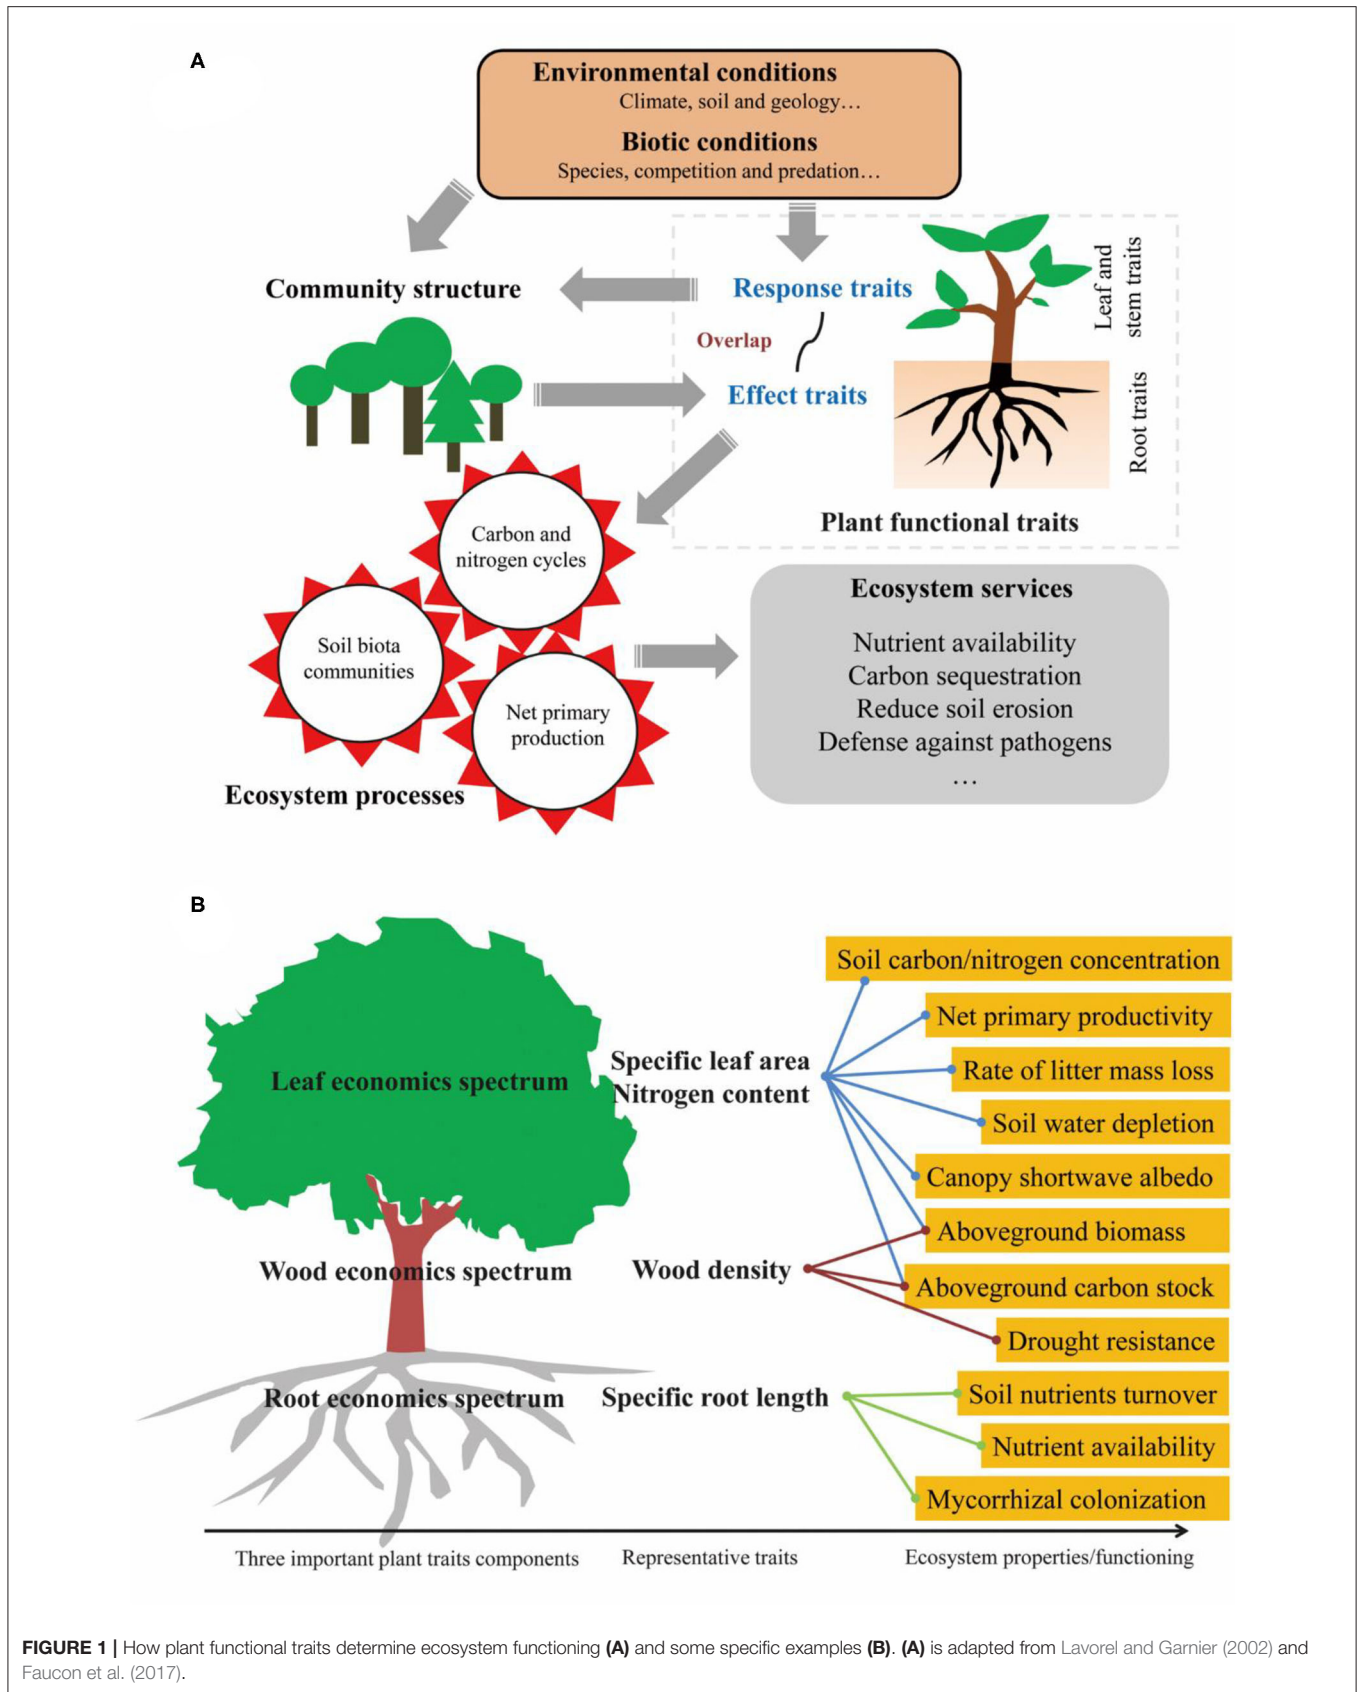 A
Environmental conditions
Climate, soil and geology…
Biotic conditions
Species, competition and predation…
Community structure
Response traits
Overlap
Effect traits
Leaf and
stem traits
Root traits
Plant functional traits
Carbon and
nitrogen cycles
Soil biota
communities
Net primary
production
Ecosystem processes
Ecosystem services
Nutrient availability
Carbon sequestration
Reduce soil erosion
Defense against pathogens
…
B
Leaf economics spectrum
Wood economics spectrum
Root economics spectrum
Specific leaf area
Nitrogen content
Wood density
Specific root length
Soil carbon/nitrogen concentration
Net primary productivity
Rate of litter mass loss
Soil water depletion
Canopy shortwave albedo
Aboveground biomass
Aboveground carbon stock
Drought resistance
Soil nutrients turnover
Nutrient availability
Mycorrhizal colonization
Three important plant traits components
Representative traits
Ecosystem properties/functioning
FIGURE 1 | How plant functional traits determine ecosystem functioning (A) and some specific examples (B). (A) is adapted from Lavorel and Garnier (2002) and
Faucon et al. (2017).